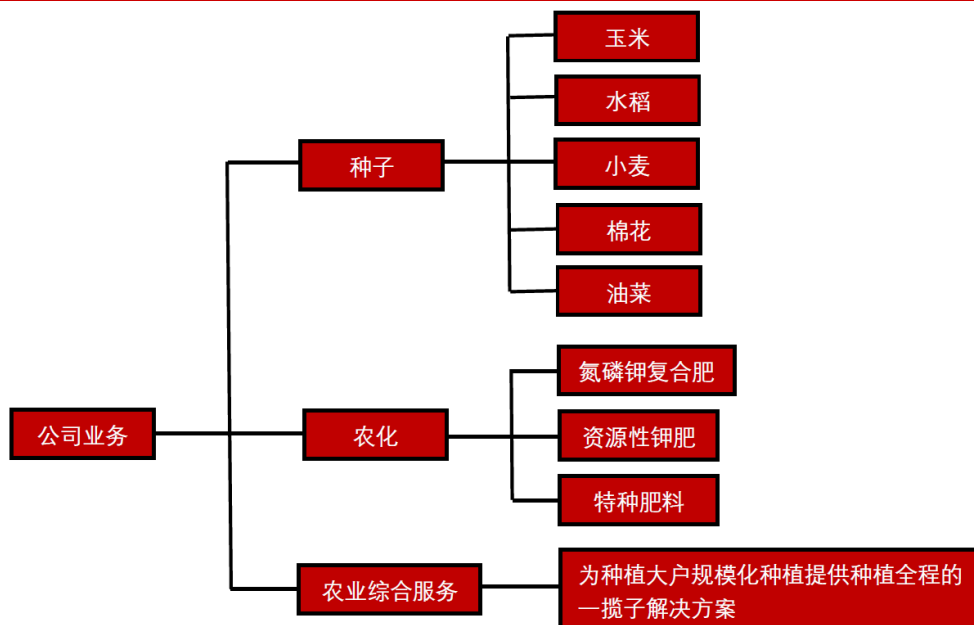 玉米
水稻
种子
小麦
棉花
油菜
氮磷钾复合肥
公司业务
农化
资源性钾肥
特种肥料
农业综合服务
为种植大户规模化种植提供种植全程的
一揽子解决方案